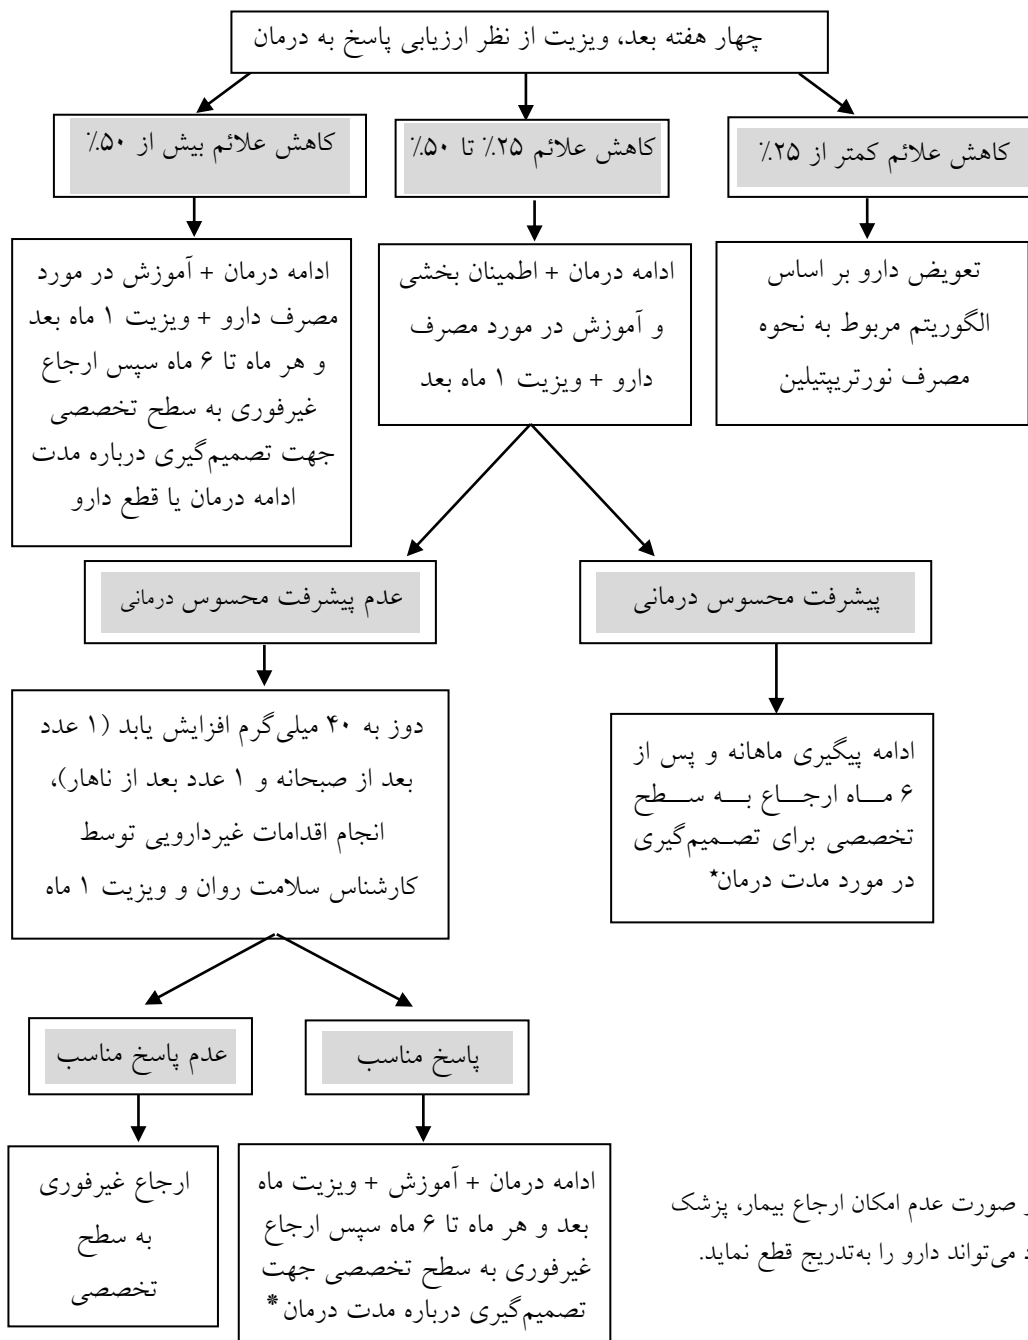 چهار هفته بعد، ویزیت از نظر ارزیابی پاسخ به درمان
کاهش علائم کمتر از ۲۵٪
کاهش علائم ۲۵٪ تا ۵۰٪
کاهش علائم بیش از ۵۰٪
تعویض دارو بر اساس
الگوریتم مربوط به نحوه
مصرف نورتریپتیلین
ادامه درمان + اطمینان بخشی
و آموزش در مورد مصرف
دارو + ویزیت ۱ ماه بعد
ادامه درمان + آموزش در مورد
مصرف دارو + ویزیت ۱ ماه بعد
و هر ماه تا ۶ ماه سپس ارجاع
غیرفوری به سطح تخصصی
جهت تصمیم‌گیری درباره مدت
ادامه درمان یا قطع دارو
پیشرفت محسوس درمانی
عدم پیشرفت محسوس درمانی
ادامه پیگیری ماهانه و پس از
۶ مـــاه ارجـــاع بـــه ســـطح
تخصصی برای تصـمیم‌گیری
در مورد مدت درمان*
دوز به ۴۰ میلی‌گرم افزایش یابد (۱ عدد
بعد از صبحانه و ۱ عدد بعد از ناهار)،
انجام اقدامات غیردارویی توسط
کارشناس سلامت روان و ویزیت ۱ ماه
پاسخ مناسب
عدم پاسخ مناسب
ادامه درمان + آموزش + ویزیت ماه
بعد و هر ماه تا ۶ ماه سپس ارجاع
غیرفوری به سطح تخصصی جهت
تصمیم‌گیری درباره مدت درمان*
ارجاع غیرفوری
به سطح
تخصصی
صورت عدم امکان ارجاع بیمار، پزشک
می‌تواند دارو را به‌تدریج قطع نماید.